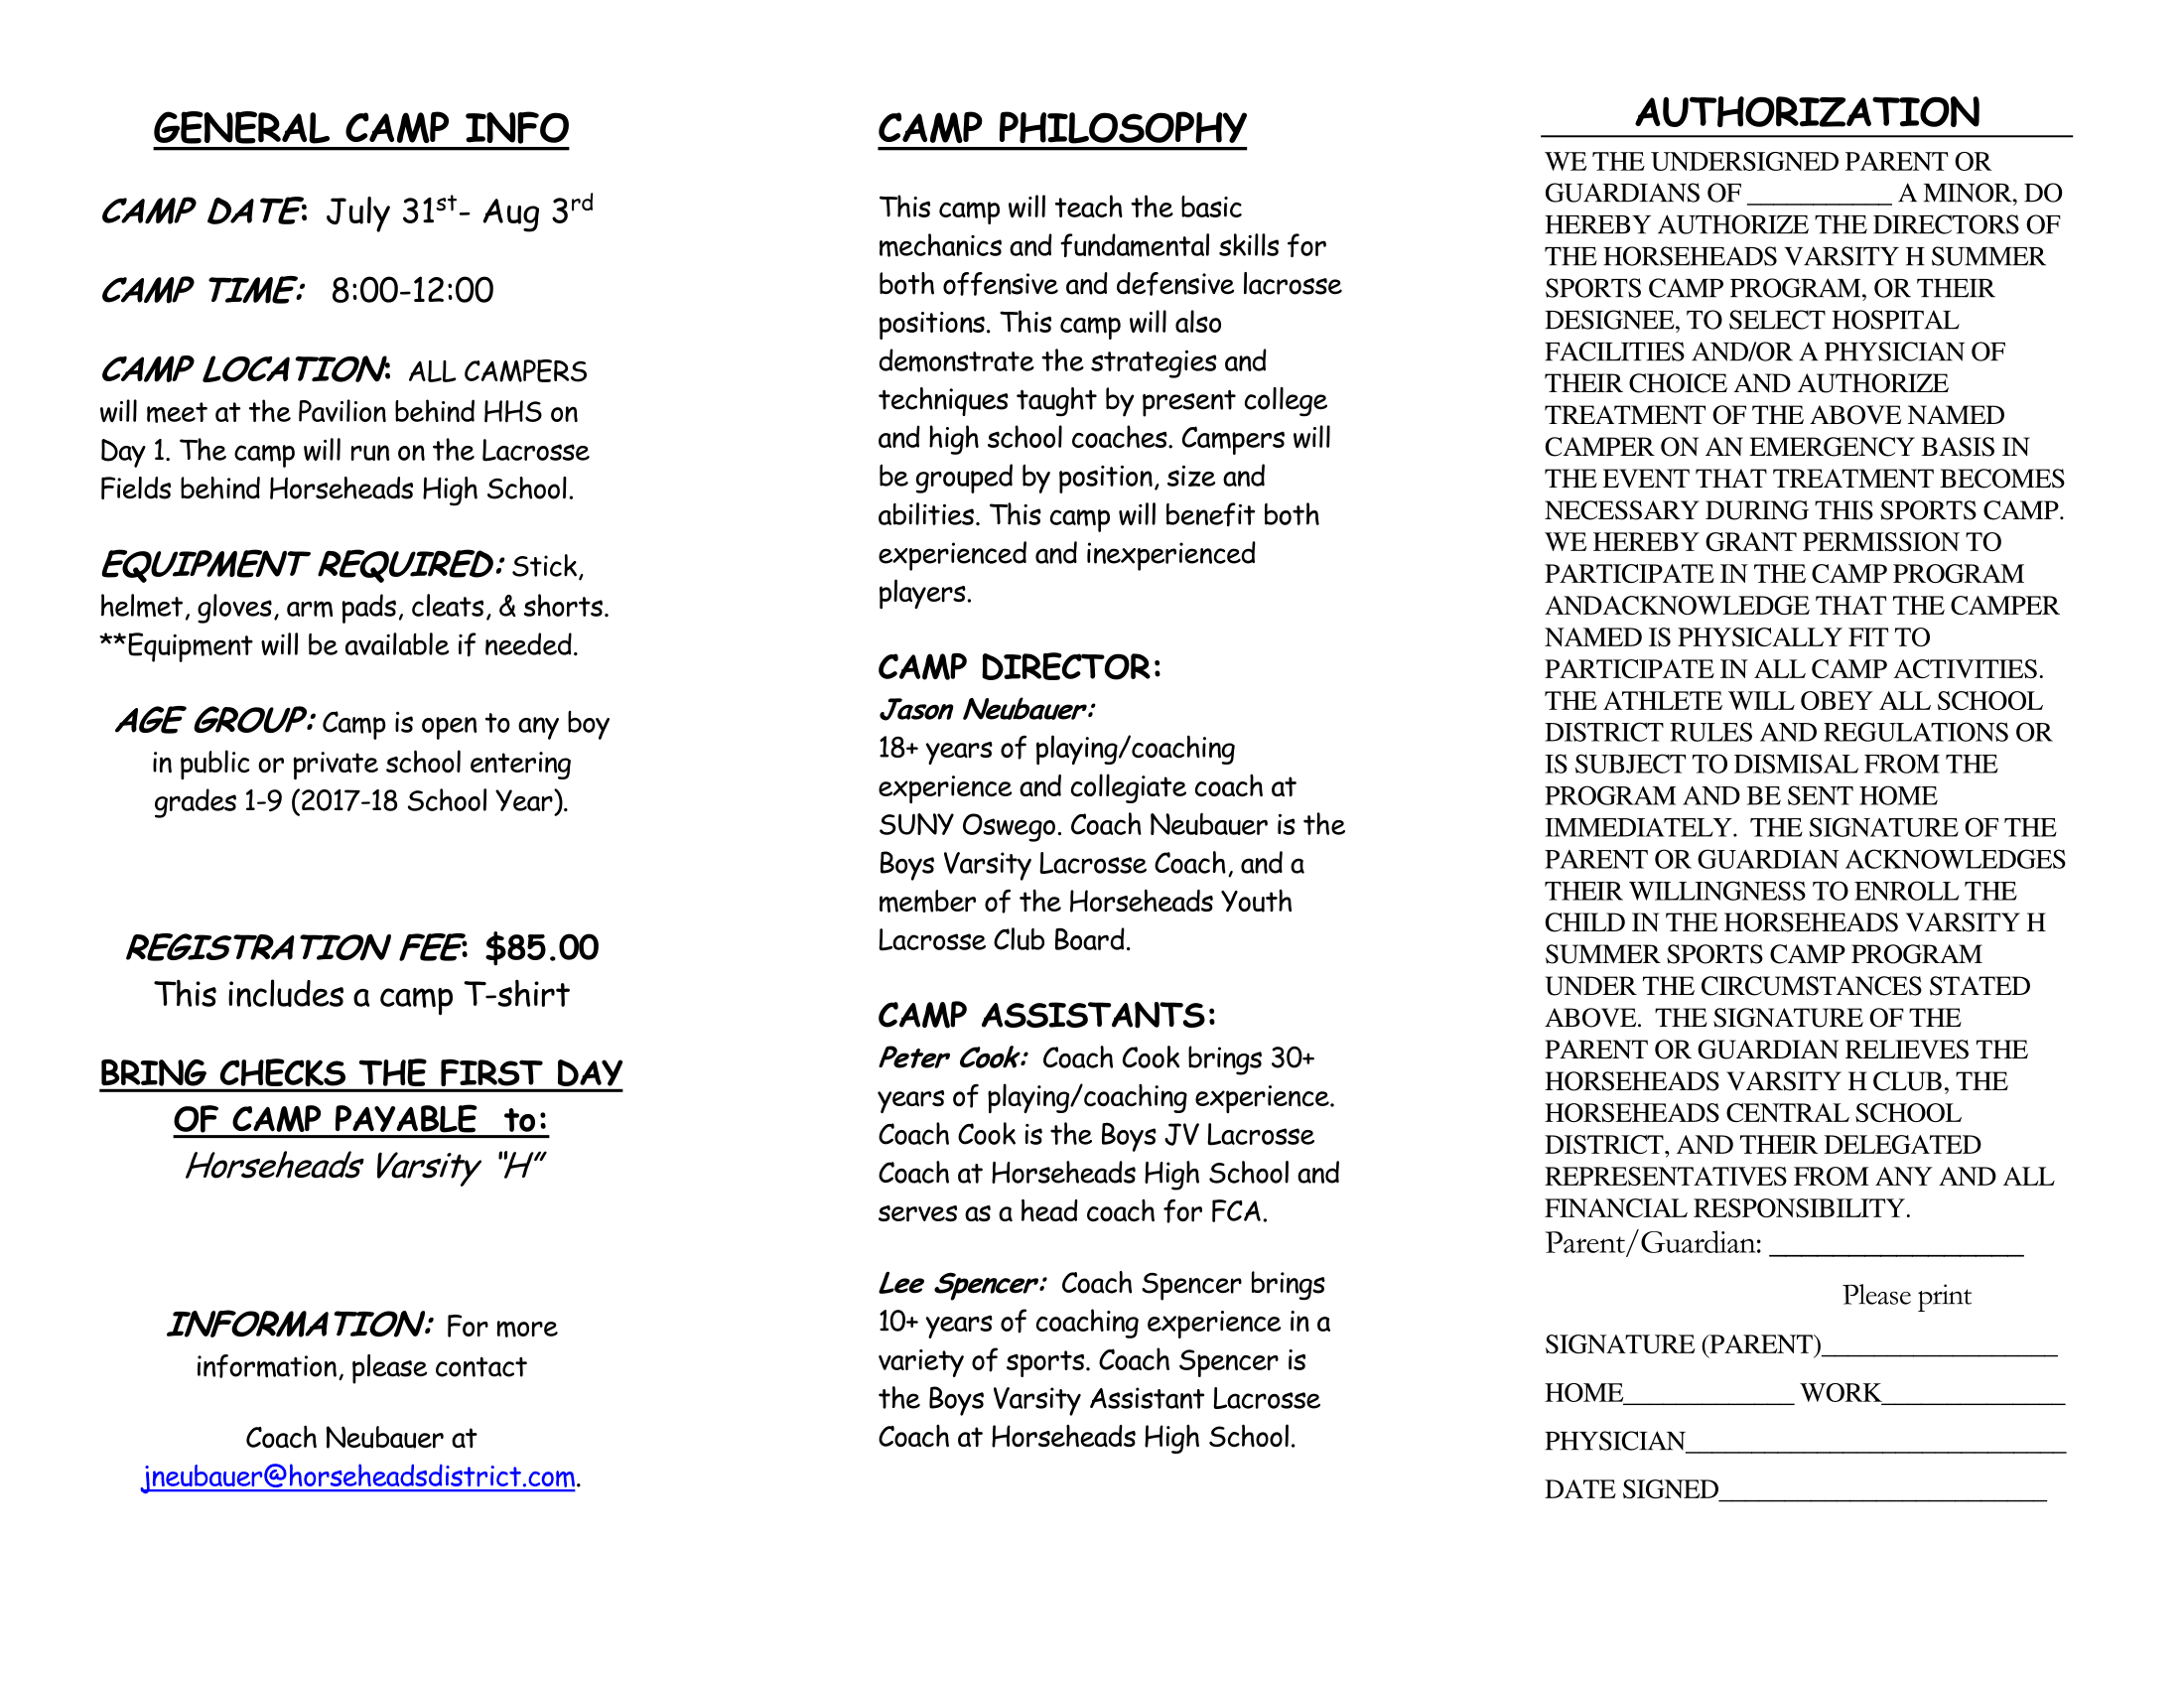 GENERAL CAMP INFO
CAMP DATE: July 31st- Aug 3rd
CAMP TIME: 8:00-12:00
CAMP LOCATION: ALL CAMPERS
will meet at the Pavilion behind HHS on
Day 1. The camp will run on the Lacrosse
Fields behind Horseheads High School.
EQUIPMENT REQUIRED: Stick,
helmet, gloves, arm pads, cleats, & shorts.
**Equipment will be available if needed.
AGE GROUP: Camp is open to any boy
in public or private school entering
grades 1-9 (2017-18 School Year).
REGISTRATION FEE: $85.00
This includes a camp T-shirt
BRING CHECKS THE FIRST DAY
OF CAMP PAYABLE to:
Horseheads Varsity "H"
INFORMATION: For more
information, please contact
Coach Neubauer at
jneubauer@horseheadsdistrict.com.
CAMP PHILOSOPHY
This camp will teach the basic
mechanics and fundamental skills for
both offensive and defensive lacrosse
positions. This camp will also
demonstrate the strategies and
techniques taught by present college
and high school coaches. Campers will
be grouped by position, size and
abilities. This camp will benefit both
experienced and inexperienced
players.
CAMP DIRECTOR:
Jason Neubauer:
18+ years of playing/coaching
experience and collegiate coach at
SUNY Oswego. Coach Neubauer is the
Boys Varsity Lacrosse Coach, and a
member of the Horseheads Youth
Lacrosse Club Board.
CAMP ASSISTANTS:
Peter Cook: Coach Cook brings 30+
years of playing/coaching experience.
Coach Cook is the Boys JV Lacrosse
Coach at Horseheads High School and
serves as a head coach for FCA.
Lee Spencer: Coach Spencer brings
10+ years of coaching experience in a
variety of sports. Coach Spencer is
the Boys Varsity Assistant Lacrosse
Coach at Horseheads High School.
AUTHORIZATION
WE THE UNDERSIGNED PARENT OR
GUARDIANS OF ___________ A MINOR, DO
HEREBY AUTHORIZE THE DIRECTORS OF
THE HORSEHEADS VARSITY H SUMMER
SPORTS CAMP PROGRAM, OR THEIR
DESIGNEE, TO SELECT HOSPITAL
FACILITIES AND/OR A PHYSICIAN OF
THEIR CHOICE AND AUTHORIZE
TREATMENT OF THE ABOVE NAMED
CAMPER ON AN EMERGENCY BASIS IN
THE EVENT THAT TREATMENT BECOMES
NECESSARY DURING THIS SPORTS CAMP.
WE HEREBY GRANT PERMISSION TO
PARTICIPATE IN THE CAMP PROGRAM
ANDACKNOWLEDGE THAT THE CAMPER
NAMED IS PHYSICALLY FIT TO
PARTICIPATE IN ALL CAMP ACTIVITIES.
THE ATHLETE WILL OBEY ALL SCHOOL
DISTRICT RULES AND REGULATIONS OR
IS SUBJECT TO DISMISAL FROM THE
PROGRAM AND BE SENT HOME
IMMEDIATELY. THE SIGNATURE OF THE
PARENT OR GUARDIAN ACKNOWLEDGES
THEIR WILLINGNESS TO ENROLL THE
CHILD IN THE HORSEHEADS VARSITY H
SUMMER SPORTS CAMP PROGRAM
UNDER THE CIRCUMSTANCES STATED
ABOVE. THE SIGNATURE OF THE
PARENT OR GUARDIAN RELIEVES THE
HORSEHEADS VARSITY H CLUB, THE
HORSEHEADS CENTRAL SCHOOL
DISTRICT, AND THEIR DELEGATED
REPRESENTATIVES FROM ANY AND ALL
FINANCIAL RESPONSIBILITY.
Parent/Guardian: ________________
Please print
SIGNATURE (PARENT)__________________
HOME_____________ WORK______________
PHYSICIAN_____________________________
DATE SIGNED_________________________